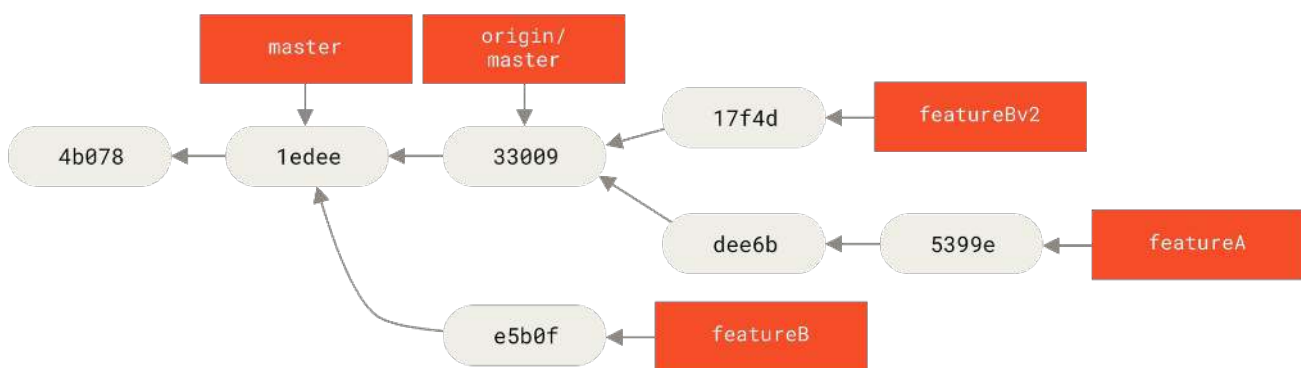 master
origin/
master
17f4d
featureBv2
4b078
1edee
33009
dee6b
5399e
featureA
e5b0f
featureB